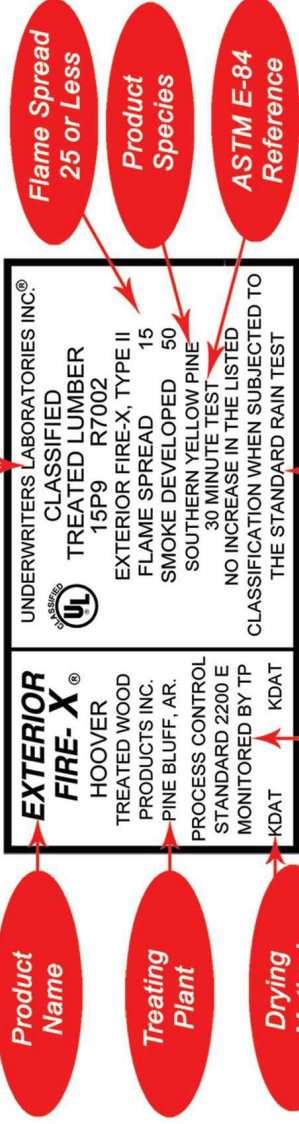 Product
Name
Treating
Plant
Drying
EXTERIOR
FIRE- X®
HOOVER
TREATED WOOD
PRODUCTS INC.
PINE BLUFF, AR.
PROCESS CONTROL
STANDARD 2200 E
MONITORED BY TP
KDAT KDAT
UNDERWRITERS LABORATORIES INC.®
CLASSIFIED
TREATED LUMBER
15P9 R7002
CLASSIFIED
UL
EXTERIOR FIRE-X, TYPE II
FLAME SPREAD 15
SMOKE DEVELOPED 50
SOUTHERN YELLOW PINE
30 MINUTE TEST
NO INCREASE IN THE LISTED
CLASSIFICATION WHEN SUBJECTED TO
THE STANDARD RAIN TEST
Flame Spread
25 or Less
Product
Species
ASTM E-84
Reference